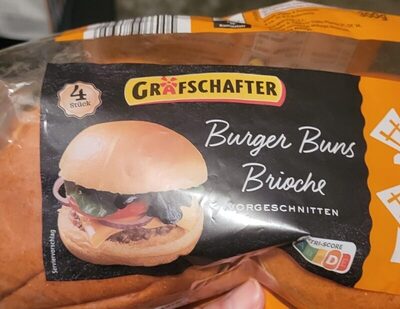 4
Stück
GRAFSCHAFTER
Burger Buns
Brioche
VORGESCHNITTEN
NUTRI-SCORE
D
Serviervorschlag